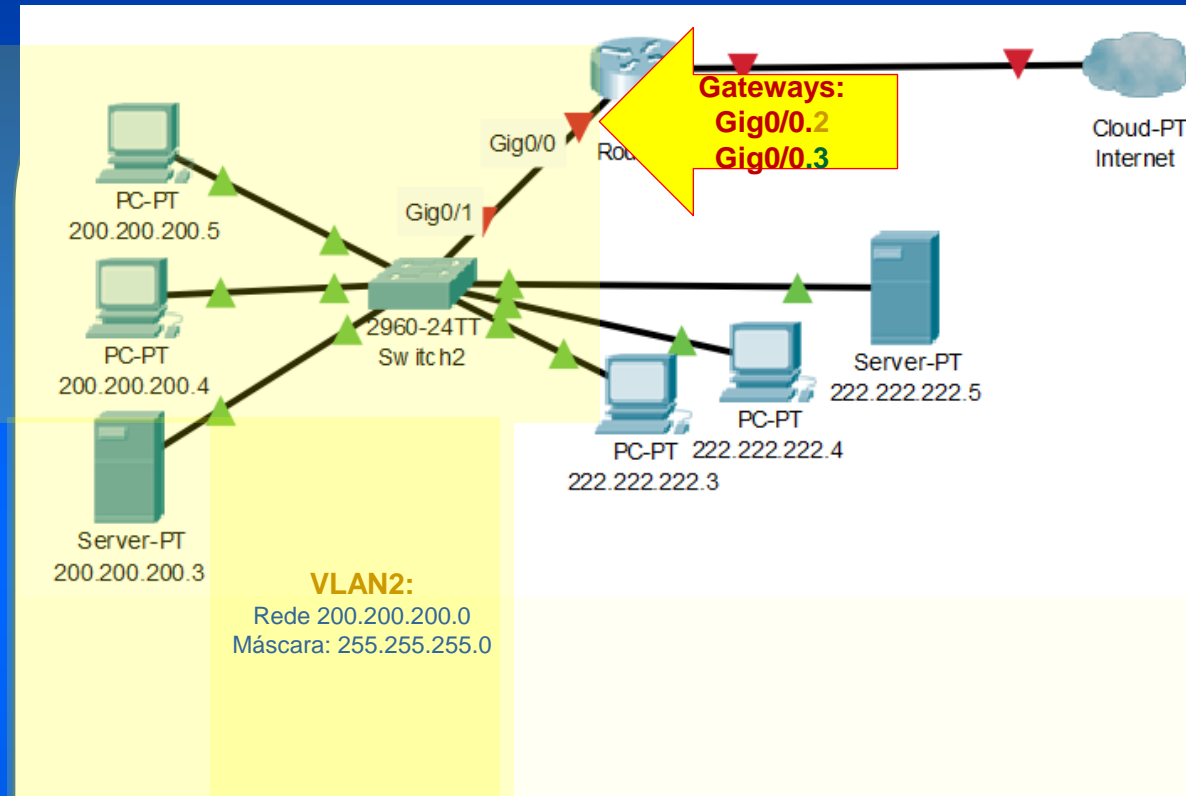 Gateways:
Gig0/0.2
Gig0/0.3
Cloud-PT
Internet
Gig0/0
Gig0/1
PC-PT
200.200.200.5
PC-PT
200.200.200.4
Server-PT
200.200.200.3
2960-24TT
Switch2
Server-PT
222.222.222.5
PC-PT
222.222.222.4
PC-PT
222.222.222.3
VLAN2:
Rede 200.200.200.0
Máscara: 255.255.255.0